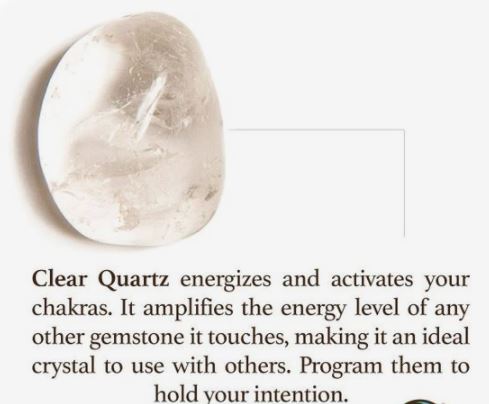 Clear Quartz energizes and activates your
chakras. It amplifies the energy level of any
other gemstone it touches, making it an ideal
crystal to use with others. Program them to
hold your intention.